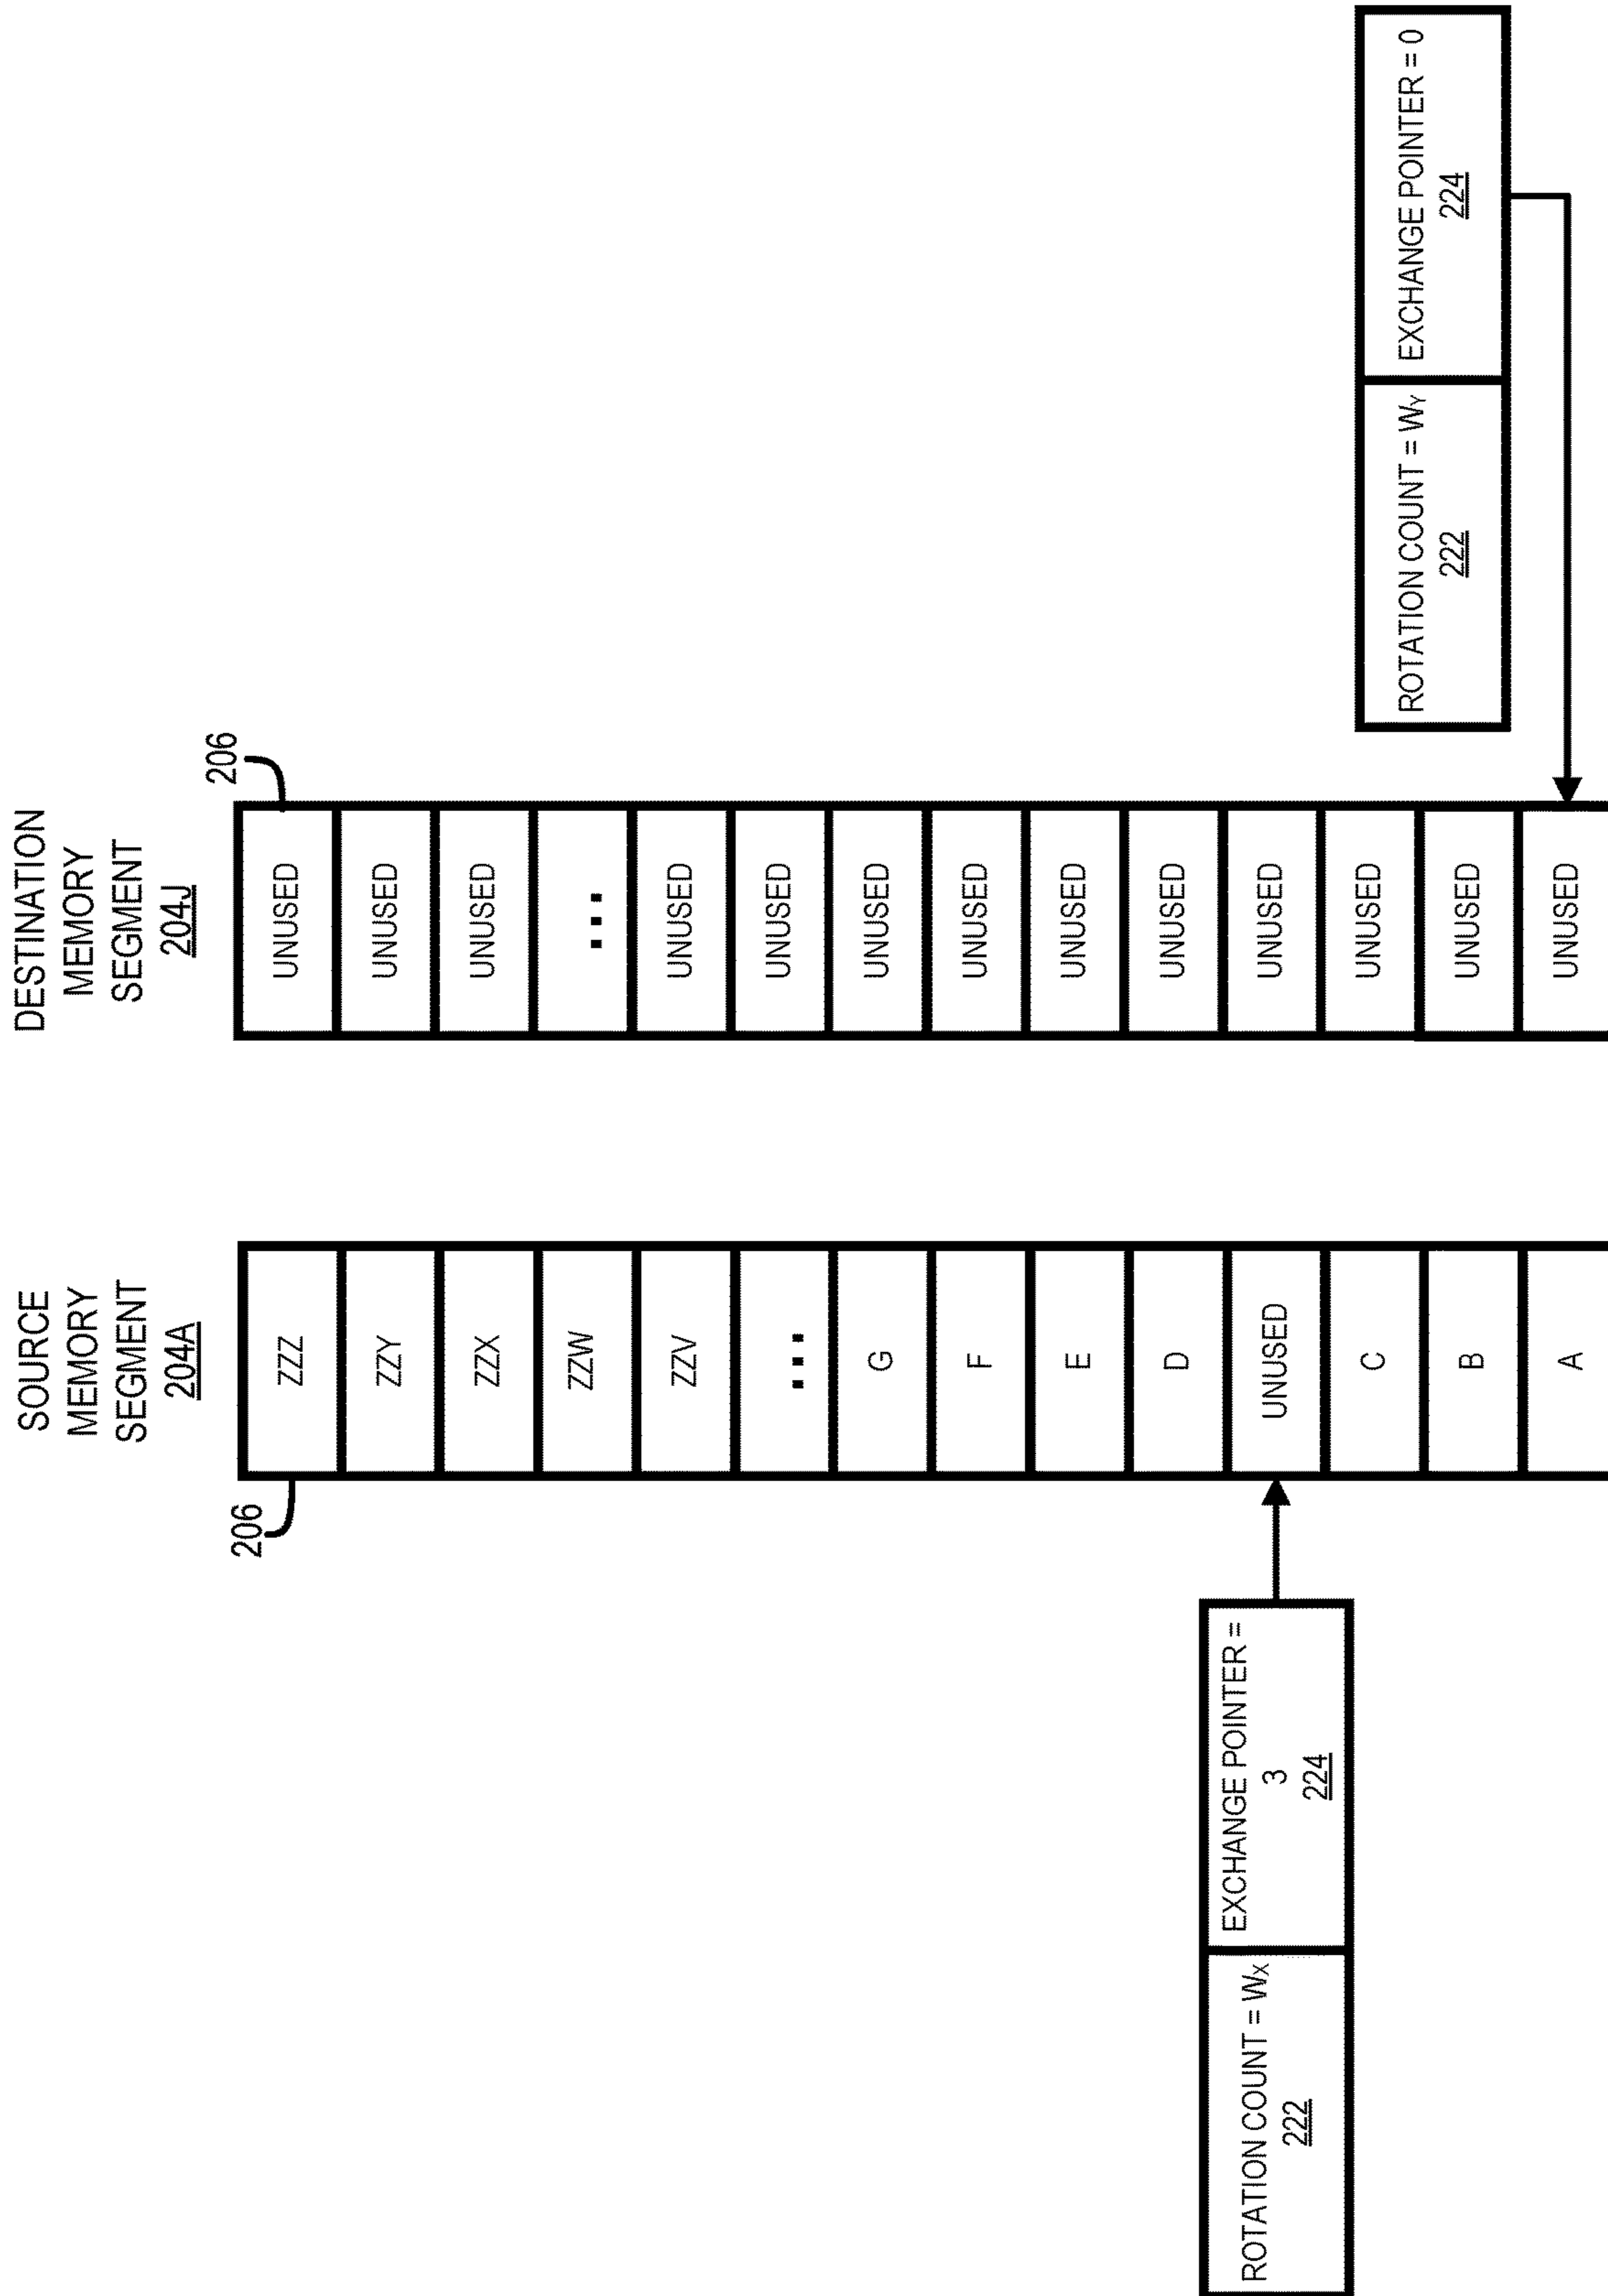 SOURCE
MEMORY
SEGMENT
204A
206
ZZZ
ZZY
ZZX
ZZW
ZZV
...
G
F
E
D
UNUSED
C
B
A
ROTATION COUNT = WX
222
EXCHANGE POINTER =
3
224
DESTINATION
MEMORY
SEGMENT
204J
206
UNUSED
UNUSED
UNUSED
...
UNUSED
UNUSED
UNUSED
UNUSED
UNUSED
UNUSED
UNUSED
UNUSED
UNUSED
UNUSED
ROTATION COUNT = WY
222
EXCHANGE POINTER = 0
224